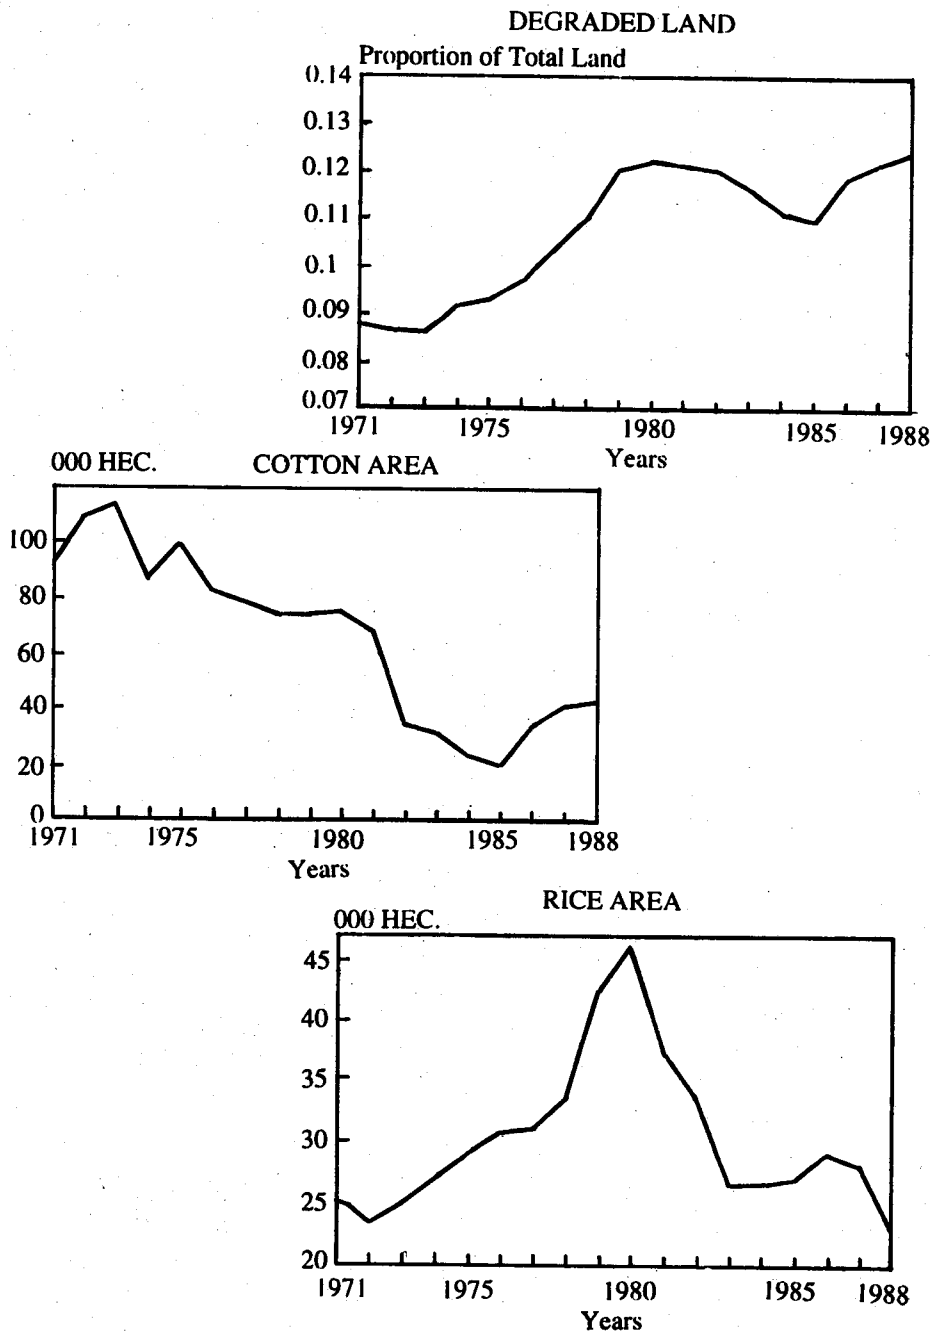 DEGRADED LAND
Proportion of Total Land
0.14
0.13
0.12
0.11
0.1
0.09
0.08
0.07
1971 1975 1980 1985 1988
Years
000 HEC. COTTON AREA
100
80
60
40
20
0
1971 1975 1980 1985 1988
Years
RICE AREA
000 HEC.
45
40
35
30
25
20
1971 1975 1980 1985 1988
Years